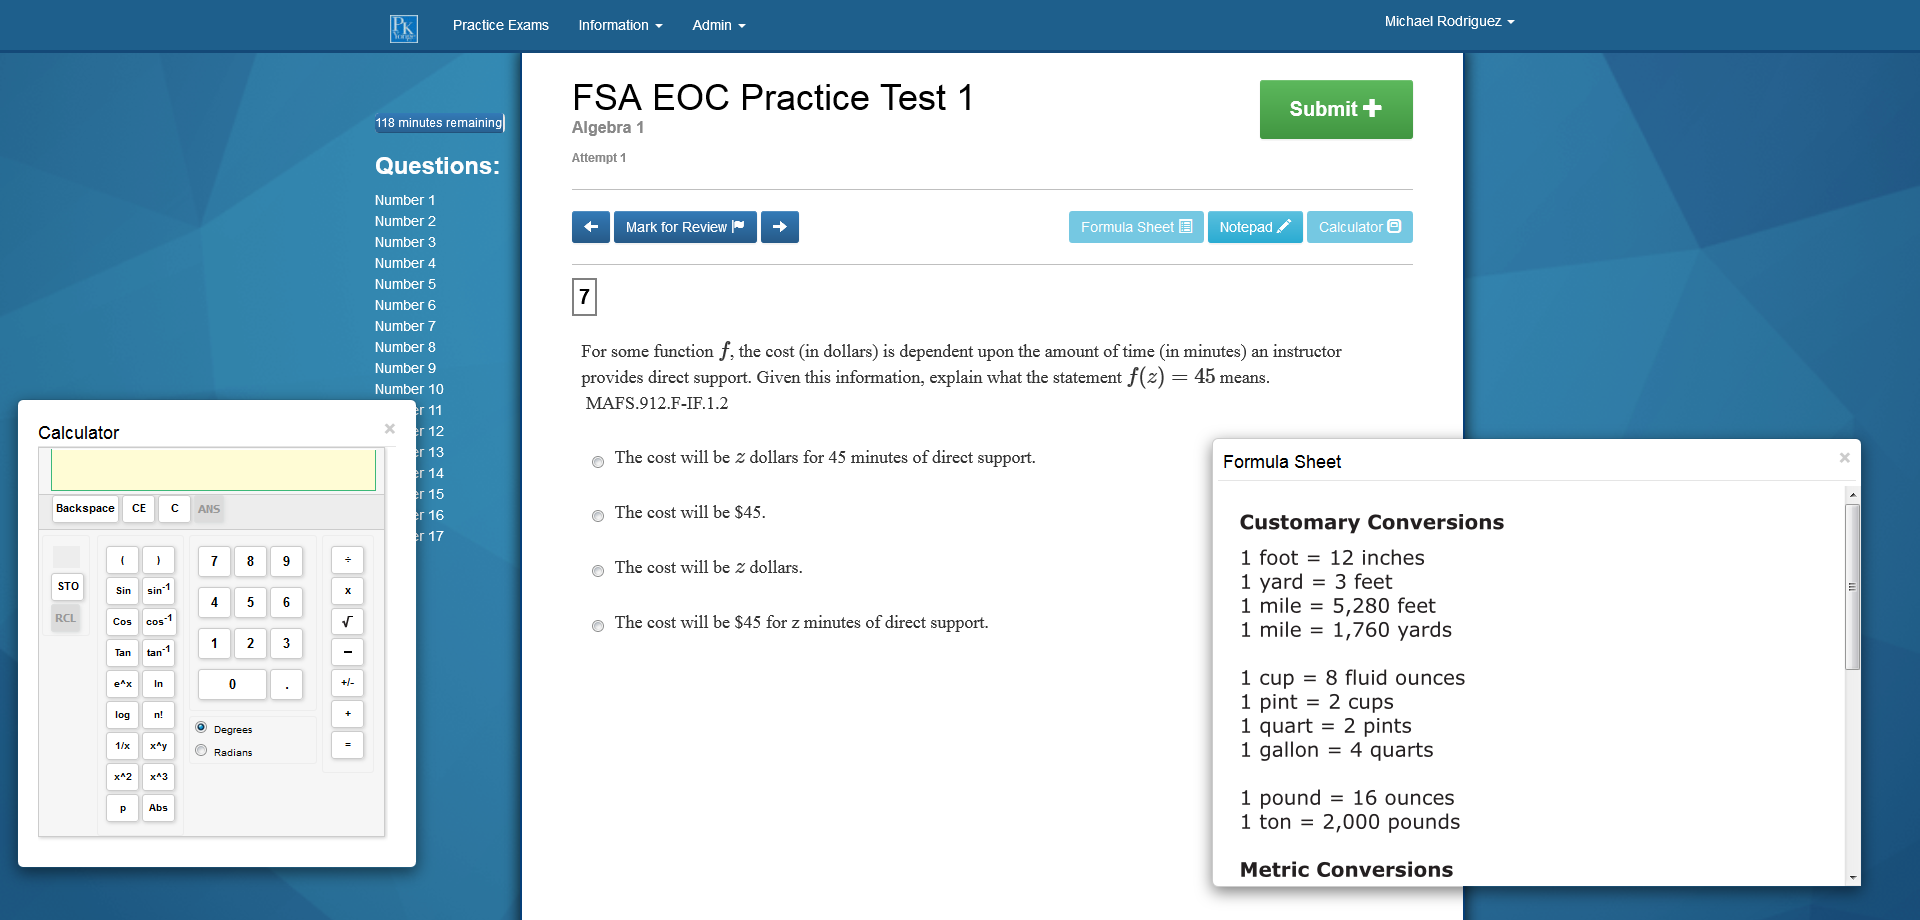 PK
Practice Exams
Information
Admin
Michael Rodriguez
118 minutes remaining
Questions:
Number 1
Number 2
Number 3
Number 4
Number 5
Number 6
Number 7
Number 8
Number 9
Number 10
er 11
er 12
er 13
er 14
er 15
er 16
er 17
FSA EOC Practice Test 1
Algebra 1
Attempt 1
Submit
Mark for Review
Formula Sheet
Notepad
Calculator
7
For some function f, the cost (in dollars) is dependent upon the amount of time (in minutes) an instructor
provides direct support. Given this information, explain what the statement f(z) = 45 means.
MAFS.912.F-IF.1.2
The cost will be z dollars for 45 minutes of direct support.
The cost will be $45.
The cost will be z dollars.
The cost will be $45 for z minutes of direct support.
Calculator ×
Backspace CE C ANS
STO
RCL
( )
Sin sin-1
Cos cos-1
Tan tan-1
e^x ln
log n!
1/x x^y
x^2 x^3
p Abs
7 8 9
4 5 6
1 2 3
0 .
Degrees
Radians
÷
x
√
−
+/-
+
=
Formula Sheet ×
Customary Conversions
1 foot = 12 inches
1 yard = 3 feet
1 mile = 5,280 feet
1 mile = 1,760 yards
1 cup = 8 fluid ounces
1 pint = 2 cups
1 quart = 2 pints
1 gallon = 4 quarts
1 pound = 16 ounces
1 ton = 2,000 pounds
Metric Conversions